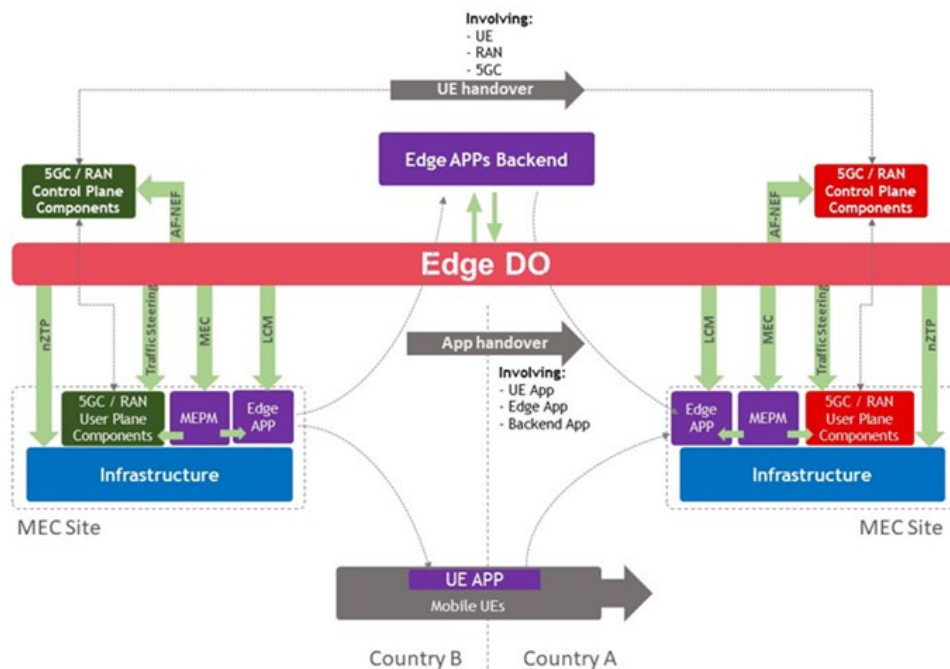 Involving:
- UE
- RAN
- 5GC
UE handover
Edge APPs Backend
5GC / RAN
Control Plane
Components
5GC / RAN
Control Plane
Components
AF-NEF
AF-NEF
Edge DO
nZTP
Traffic Steering
MEC
LCM
LCM
MEC
Traffic Steering
nZTP
App handover
Involving:
- UE App
- Edge App
- Backend App
5GC / RAN
User Plane
Components
MEPM
Edge
APP
Edge
APP
MEPM
5GC / RAN
User Plane
Components
Infrastructure
Infrastructure
MEC Site
MEC Site
UE APP
Mobile UEs
Country B
Country A